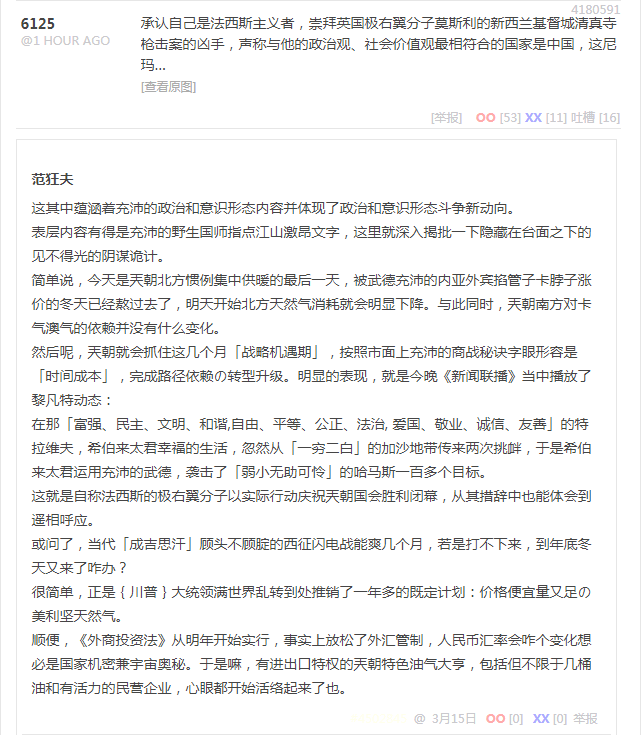 4180591
6125
@1 HOUR AGO
承认自己是法西斯主义者，崇拜英国极右翼分子莫斯利的新西兰基督城清真寺
枪击案的凶手，声称与他的政治观、社会价值观最相符合的国家是中国，这尼
玛...
[查看原图]
[举报] OO [53] XX [11] 吐槽 [16]
范狂夫
这其中蕴涵着充沛的政治和意识形态内容并体现了政治和意识形态斗争新动向。
表层内容有得是充沛的野生国师指点江山激昂文字，这里就深入揭批一下隐藏在台面之下的
见不得光的阴谋诡计。
简单说，今天是天朝北方惯例集中供暖的最后一天，被武德充沛的内亚外宾掐管子卡脖子涨
价的冬天已经熬过去了，明天开始北方天然气消耗就会明显下降。与此同时，天朝南方对卡
气澳气的依赖并没有什么变化。
然后呢，天朝就会抓住这几个月「战略机遇期」，按照市面上充沛的商战秘诀字眼形容是
「时间成本」，完成路径依赖の转型升级。明显的表现，就是今晚《新闻联播》当中播放了
黎凡特动态：
在那「富强、民主、文明、和谐,自由、平等、公正、法治, 爱国、敬业、诚信、友善」的特
拉维夫，希伯来太君幸福的生活，忽然从「一穷二白」的加沙地带传来两次挑衅，于是希伯
来太君运用充沛的武德，袭击了「弱小无助可怜」的哈马斯一百多个目标。
这就是自称法西斯的极右翼分子以实际行动庆祝天朝国会胜利闭幕，从其措辞中也能体会到
遥相呼应。
或问了，当代「成吉思汗」顾头不顾腚的西征闪电战能爽几个月，若是打不下来，到年底冬
天又来了咋办？
很简单，正是 { 川普 } 大统领满世界乱转到处推销了一年多的既定计划：价格便宜量又足の
美利坚天然气。
顺便，《外商投资法》从明年开始实行，事实上放松了外汇管制，人民币汇率会咋个变化想
必是国家机密兼宇宙奥秘。于是嘛，有进出口特权的天朝特色油气大亨，包括但不限于几桶
油和有活力的民营企业，心眼都开始活络起来了也。
@ 3月15日 OO [0] XX [0] 举报